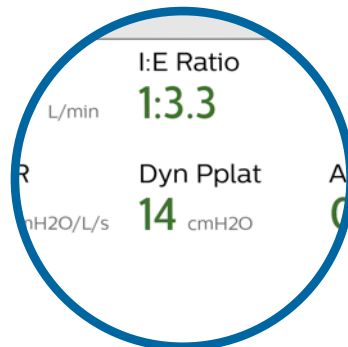 I:E Ratio
L/min 1:3.3
R Dyn Pplat A
mH2O/L/s 14 cmH2O